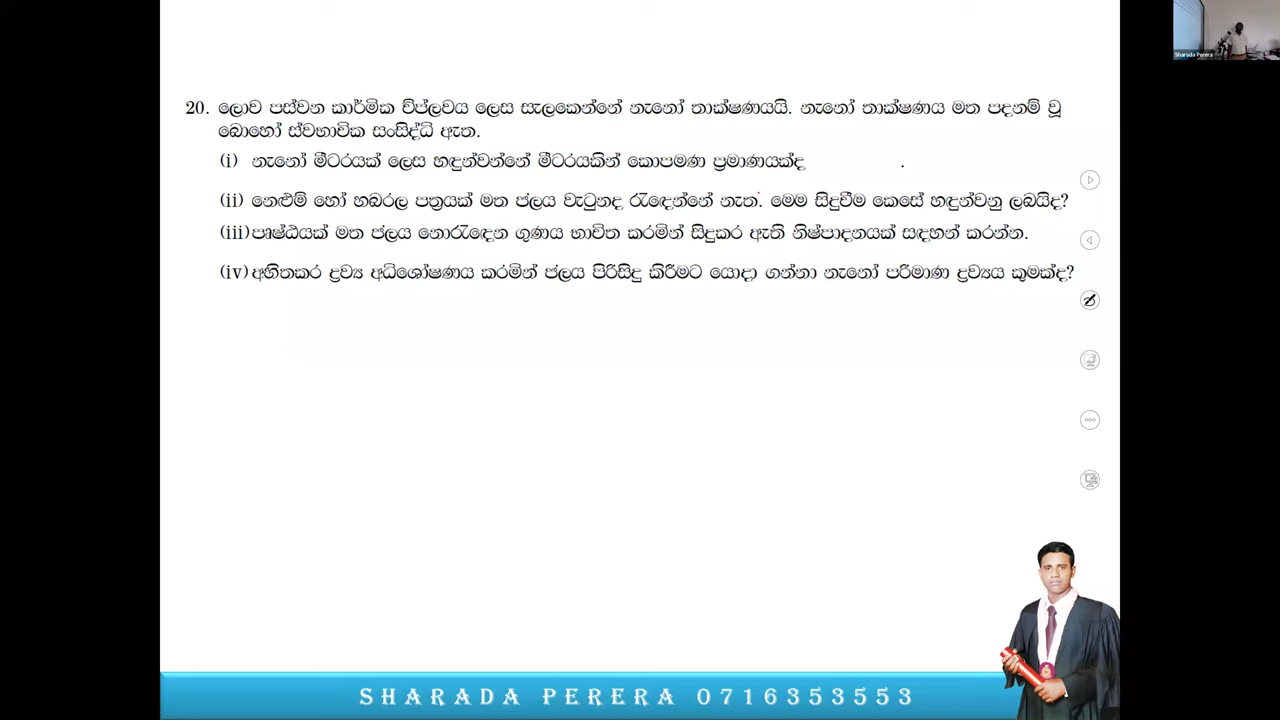 Sharada Perera
20. ලොව පස්වන කාර්මික විප්ලවය ලෙස සැලකෙන්නේ නැනෝ තාක්ෂණයයි. නැනෝ තාක්ෂණය මත පදනම් වූ
බොහෝ ස්වභාවික සංසිද්ධි ඇත.
(i) නැනෝ මීටරයක් ලෙස හඳුන්වන්නේ මීටරයකින් කොපමණ ප්‍රමාණයක්ද .
(ii) නෙළුම් හෝ හබරල පත්‍රයක් මත ජලය වැටුනද රැඳෙන්නේ නැත. මෙම සිදුවීම කෙසේ හඳුන්වනු ලබයිද?
(iii) පෘෂ්ඨයක් මත ජලය නොරැඳෙන ගුණය භාවිත කරමින් සිදුකර ඇති නිෂ්පාදනයක් සඳහන් කරන්න.
(iv) අහිතකර ද්‍රව්‍ය අධිශෝෂණය කරමින් ජලය පිරිසිදු කිරීමට යොදා ගන්නා නැනෝ පරිමාණ ද්‍රව්‍යය කුමක්ද?
SHARADA PERERA 0716353553